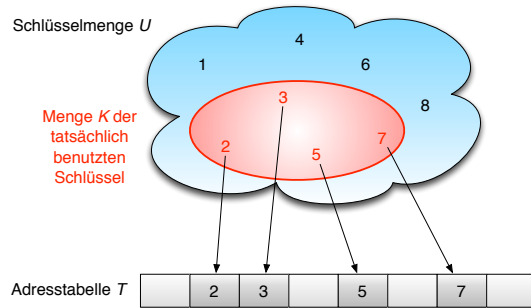 Schlüsselmenge U
4
1
6
3
8
Menge K der
tatsächlich
benutzten
Schlüssel
2
5
7
Adresstabelle T
2
3
5
7